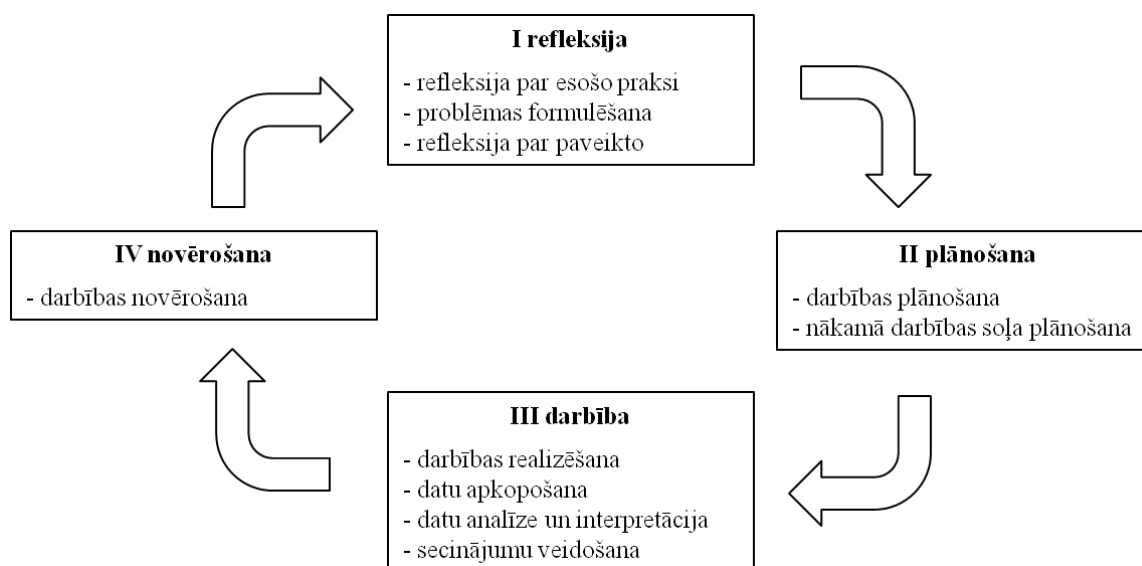 I refleksija
- refleksija par esošo praksi
- problēmas formulēšana
- refleksija par paveikto
II plānošana
- darbības plānošana
- nākamā darbības soļa plānošana
III darbība
- darbības realizēšana
- datu apkopošana
- datu analīze un interpretācija
- secinājumu veidošana
IV novērošana
- darbības novērošana